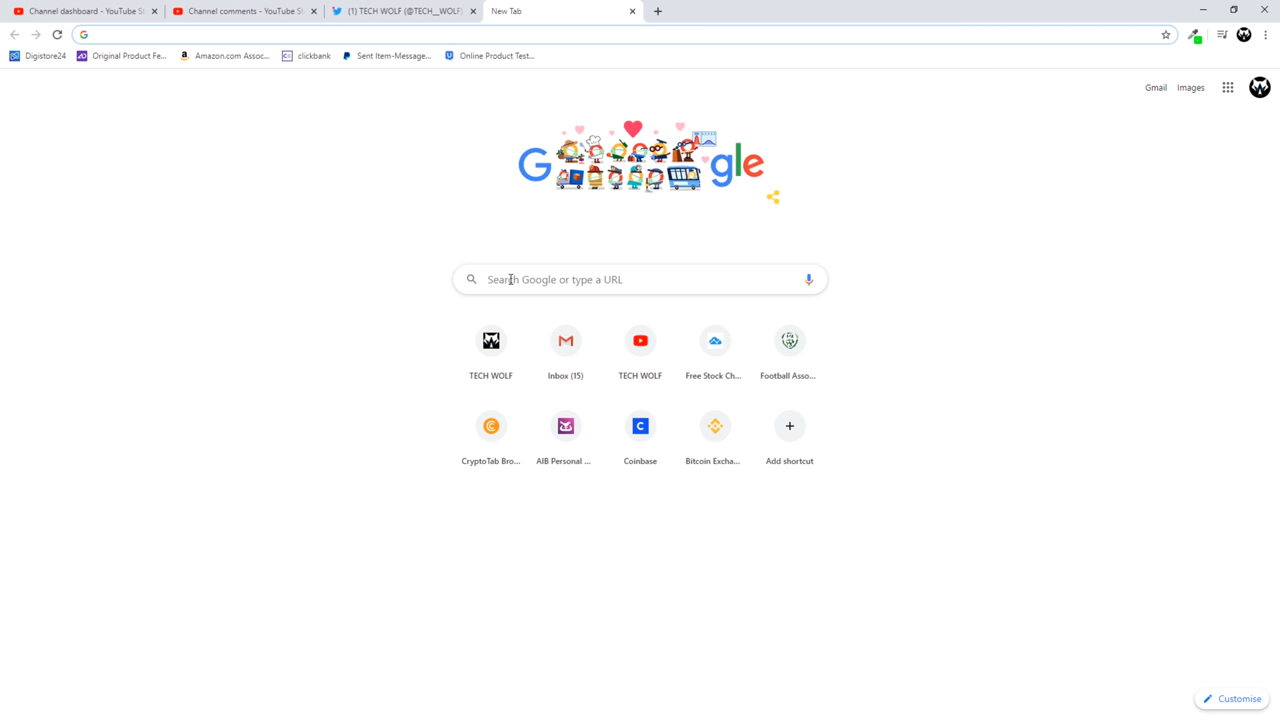 Channel dashboard - YouTube St
Channel comments - YouTube St
(1) TECH WOLF (@TECH__WOLF)
New Tab
Digistore24
Original Product Fe...
Amazon.com Assoc...
clickbank
Sent Item-Message...
Online Product Test...
Gmail
Images
Google
Search Google or type a URL
TECH WOLF
Inbox (15)
TECH WOLF
Free Stock Ch...
Football Asso...
CryptoTab Bro...
AIB Personal ...
Coinbase
Bitcoin Excha...
Add shortcut
Customise